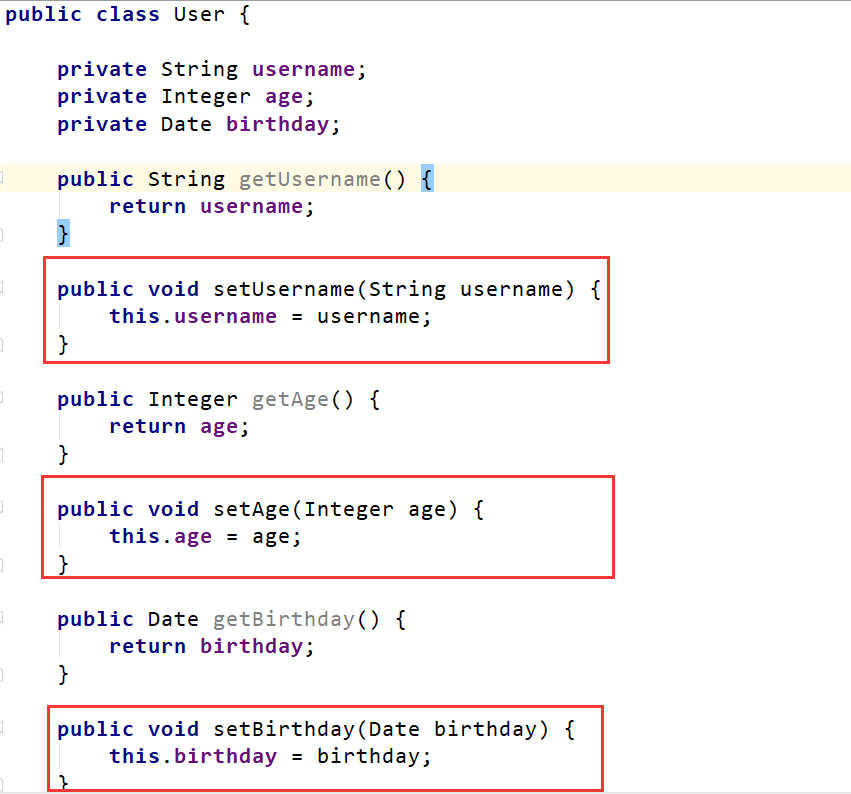 public class User {
private String username;
private Integer age;
private Date birthday;
public String getUsername() {
return username;
}
public void setUsername(String username) {
this.username = username;
}
public Integer getAge() {
return age;
}
public void setAge(Integer age) {
this.age = age;
}
public Date getBirthday() {
return birthday;
}
public void setBirthday(Date birthday) {
this.birthday = birthday;
}